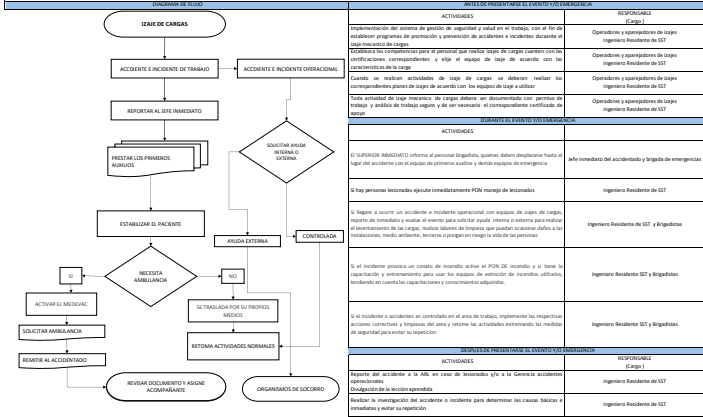 DIAGRAMA DE FLUJO
IZAJE DE CARGAS
ACCIDENTE E INCIDENTE DE TRABAJO
ACCIDENTE E INCIDENTE OPERACIONAL
REPORTAR AL JEFE INMEDIATO
PRESTAR LOS PRIMEROS
AUXILIOS
SOLICITAR AYUDA
INTERNA O
EXTERNA
ESTABILIZAR EL PACIENTE
AYUDA EXTERNA
CONTROLADA
SI
NECESITA
AMBULANCIA
NO
ACTIVAR EL MEDEVAC
SE TRASLADA POR SU PROPIOS
MEDIOS
SOLICITAR AMBULANCIA
RETOMA ACTIVIDADES NORMALES
REMITIR AL ACCIDENTADO
REVISAR DOCUMENTO Y ASIGNE
ACOMPAÑANTE
ORGANISMOS DE SOCORRO
ANTES DE PRESENTARSE EL EVENTO Y/O EMERGENCIA
ACTIVIDADES
RESPONSABLE
(Cargo )
Implementación del sistema de gestión de seguridad y salud en el trabajo, con el fin de
establecer programas de promoción y prevención de accidentes e incidentes durante el
izaje mecanico de cargas
Operadores y aparejadores de izajes
Ingeniero Residente de SST
Establezca las competencias para el personal que realize izajes de cargas cuenten con las
certificaciones correspondientes y elija el equipo de izaje de acuerdo con las
características de la carga
Operadores y aparejadores de izajes
Ingeniero Residente de SST
Cuando se realicen actividades de izaje de cargas se deberan realizar los
correspondientes planes de izajes de acuerdo con los equipos de izaje a utilizar
Operadores y aparejadores de izajes
Ingeniero Residente de SST
Toda actividad de izaje mecanico de cargas debera ser documentado con permiso de
trabajo y análisis de trabajo seguro y de ser necesario el correspondiente certificado de
apoyo
Operadores y aparejadores de izajes
Ingeniero Residente de SST
DURANTE EL EVENTO Y/O EMERGENCIA
ACTIVIDADES
El SUPERIOR INMEDIATO informa al personal brigadista, quiénes deben desplazarse hasta el
lugar del accidente con el equipo de primeros auxilios y demás equipos de emergencia
Jefe inmediato del accidentado y brigada de emergencias
Si hay personas lesionadas ejecute inmediatamente PON manejo de lesionados
Ingeniero Residente de SST
Si llegare a ocurrir un accidente e incidente operacional con equipos de izajes de cargas,
reporte de inmediato y evalue el evento para solicitar ayuda interna o externa para realizar
el levantamiento de las cargas, realizar labores de limpieza que puedan ocacionar daños a las
instalaciones, medio ambiente, terceros o pongan en riesgo la vida de las personas
Ingeniero Residente de SST y Brigadistas
Si el incidente provoca un conato de incendio active el PON DE incendio y si tiene la
capacitación y entrenamiento para usar los equipos de extinción de incendios utilicelos,
tendiendo en cuenta las capacitaciones y conocimientos adquiridos.
Ingeniero Residente SST y Brigadistas
Si el incidente o accidentes es controlado en el area de trabajo, implemente las respectivas
acciones correctivas y limpiezas del area y retome las actividades extremando las medidas
de seguridad para evitar su repeticion
Ingeniero Residente SST y Brigadistas
DESPUES DE PRESENTARSE EL EVENTO Y/O EMERGENCIA
ACTIVIDADES
RESPONSABLE
(Cargo )
Reporte del accidente a la ARL en caso de lesionados y/o a la Gerencia accidentes
operacionales
Divulgación de la lección aprendida
Ingeniero Residente de SST
Realizar la investigación del accidente o incidente para determinar las causas básicas e
inmediatas y evitar su repetición
Ingeniero Residente de SST